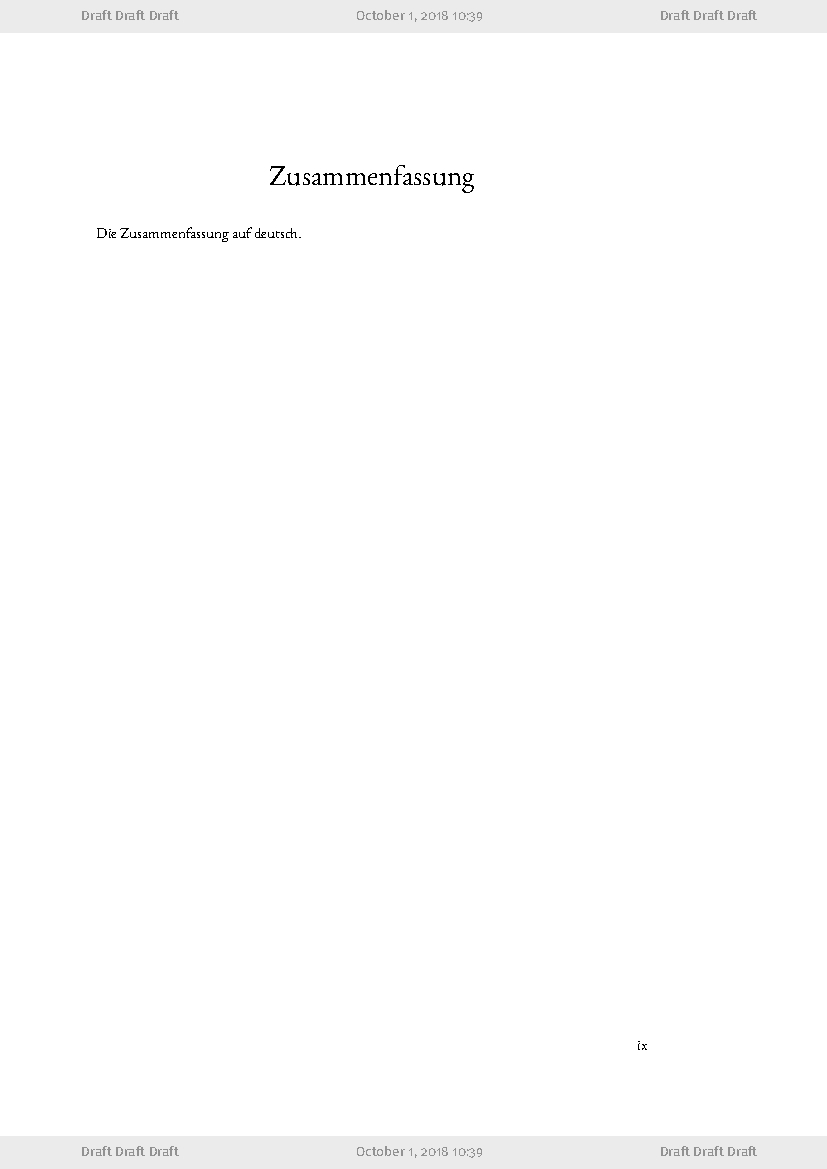 Draft Draft Draft October 1, 2018 10:39 Draft Draft Draft
Zusammenfassung
Die Zusammenfassung auf deutsch.
ix
Draft Draft Draft October 1, 2018 10:39 Draft Draft Draft